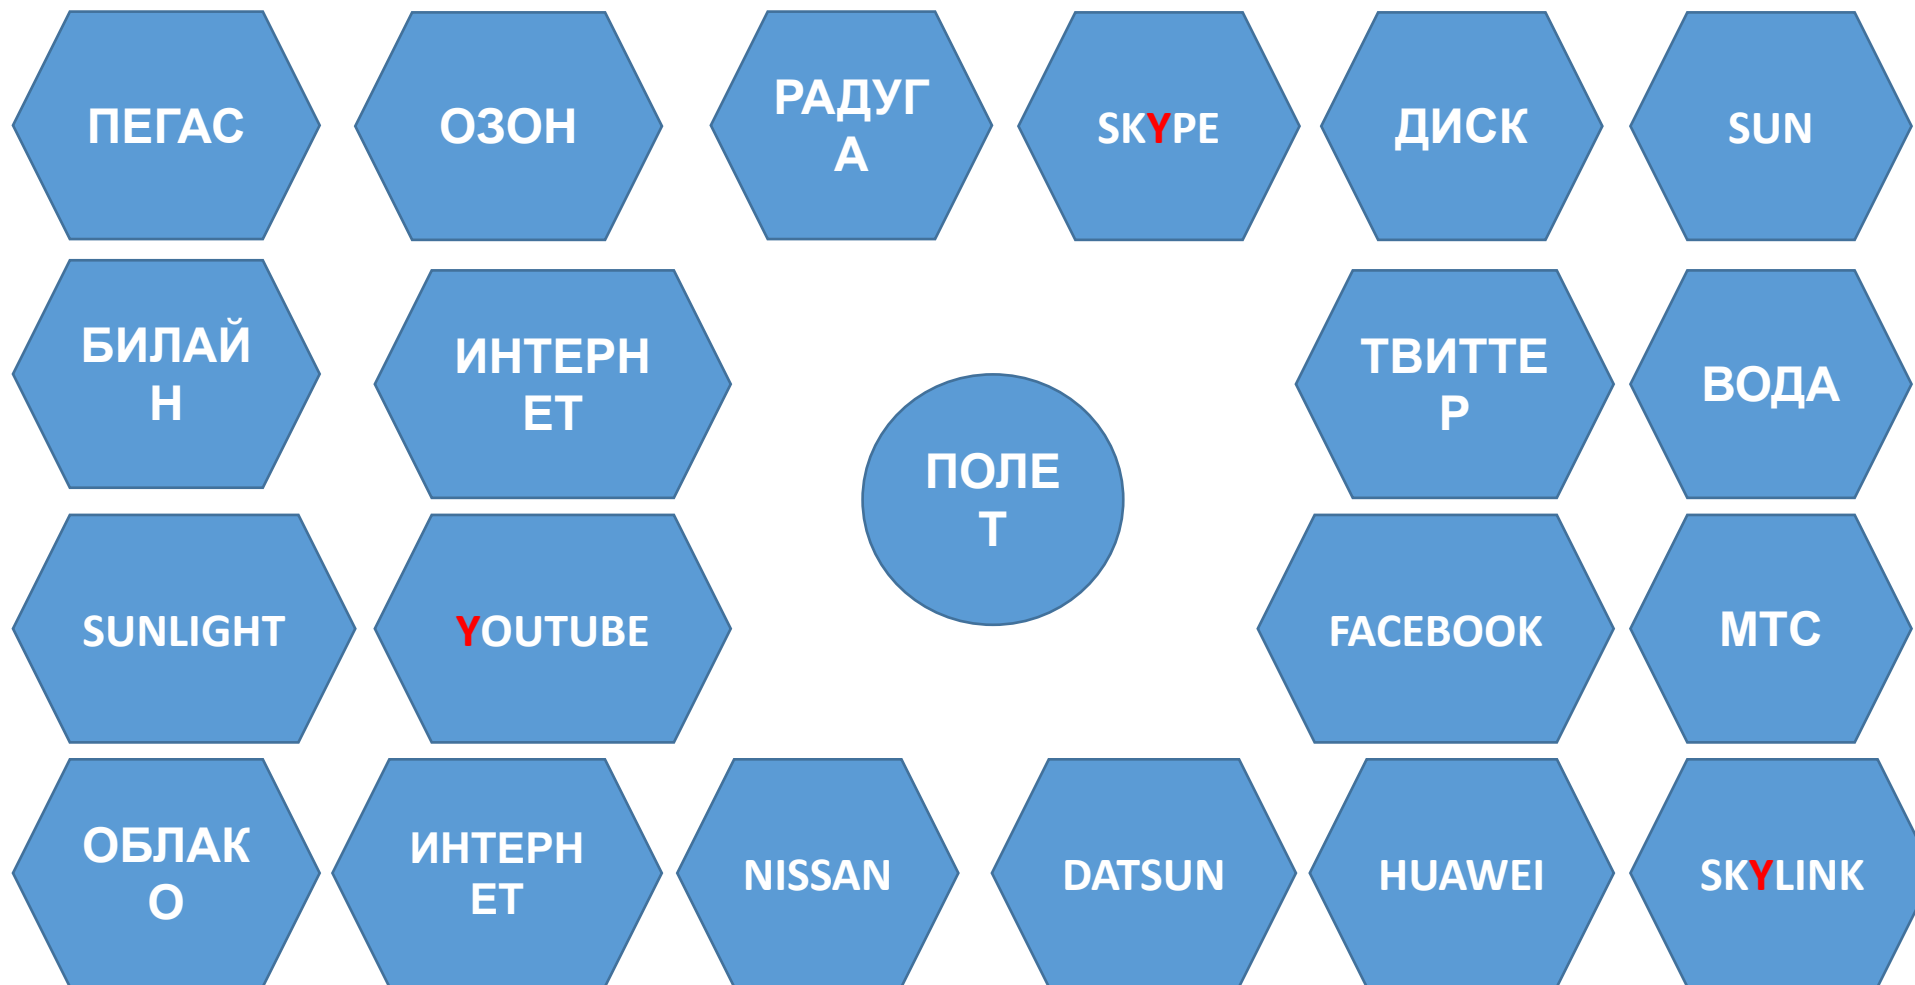 ПЕГАС
ОЗОН
РАДУГ
А
SKYPE
ДИСК
SUN
БИЛАЙ
Н
ИНТЕРН
ЕТ
ТВИТТЕ
Р
ВОДА
ПОЛЕ
Т
SUNLIGHT
YOUTUBE
FACEBOOK
МТС
ОБЛАК
О
ИНТЕРН
ЕТ
NISSAN
DATSUN
HUAWEI
SKYLINK